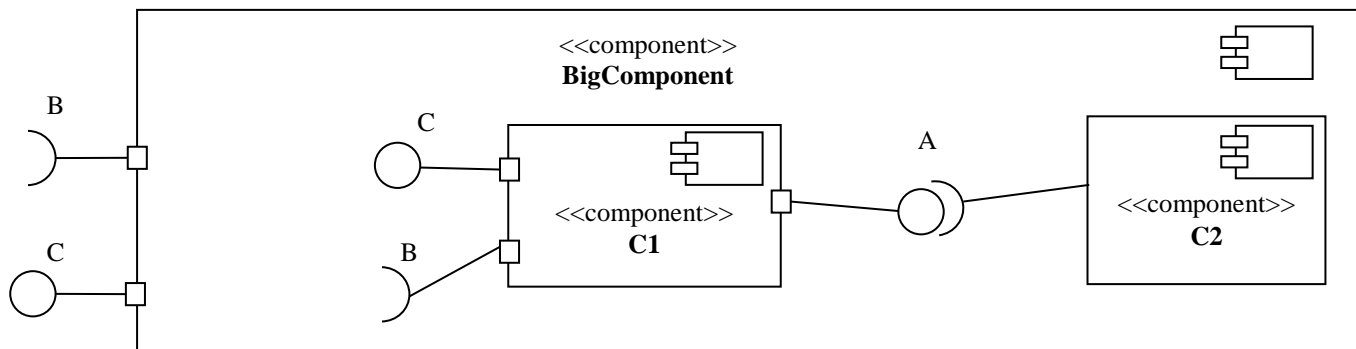 <<component>>
BigComponent
B
C
A
<<component>>
C1
<<component>>
C2
C
B